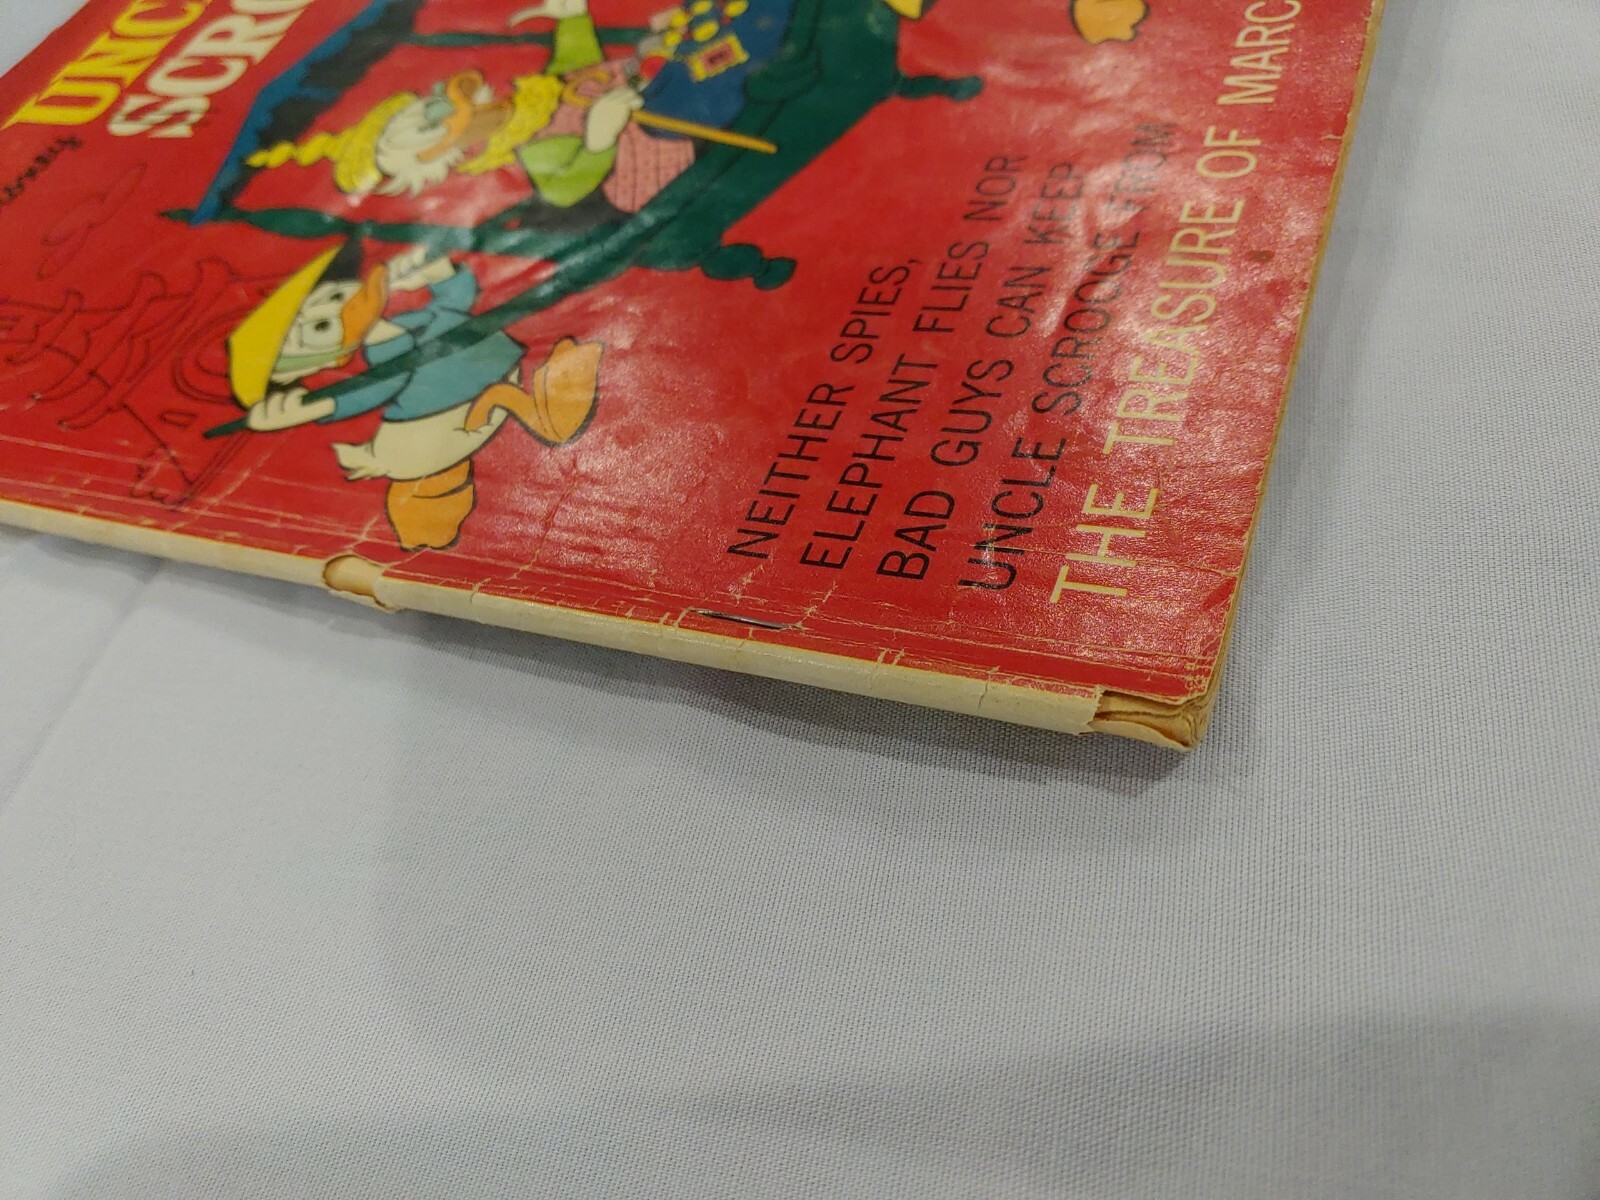 UNC
SCRO
NEITHER SPIES,
ELEPHANT FLIES NOR
BAD GUYS CAN KEEP
UNCLE SCROOGE FROM
THE TREASURE OF MARC